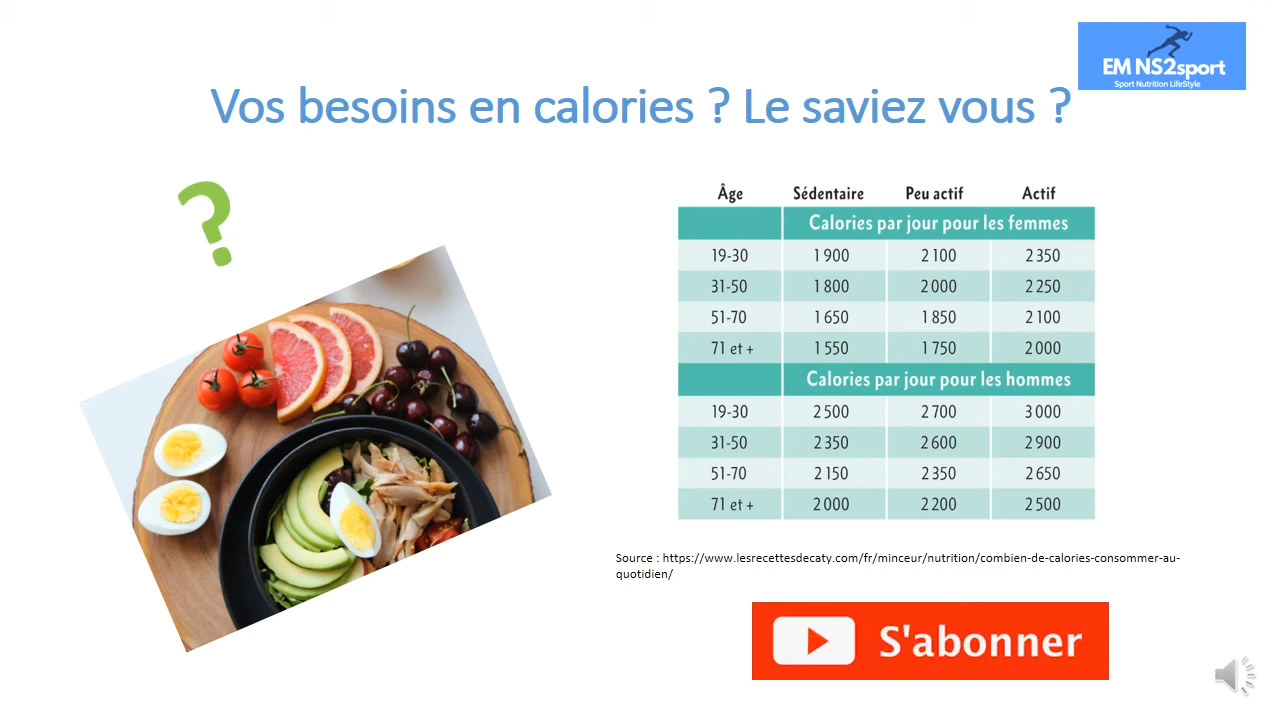 EM NS2sport
Sport Nutrition LifeStyle
Vos besoins en calories ? Le saviez vous ?
?
Âge Sédentaire Peu actif Actif
Calories par jour pour les femmes
19-30 1 900 2 100 2 350
31-50 1 800 2 000 2 250
51-70 1 650 1 850 2 100
71 et + 1 550 1 750 2 000
Calories par jour pour les hommes
19-30 2 500 2 700 3 000
31-50 2 350 2 600 2 900
51-70 2 150 2 350 2 650
71 et + 2 000 2 200 2 500
Source : https://www.lesrecettesdecaty.com/fr/minceur/nutrition/combien-de-calories-consommer-au-
quotidien/
S'abonner